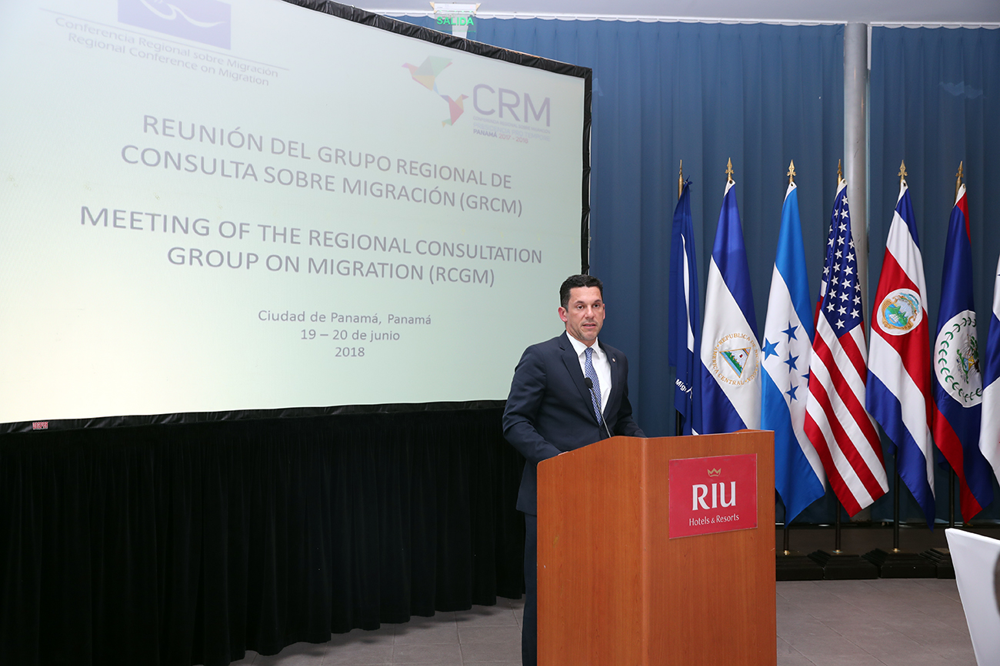 SALIDA
Conferencia Regional sobre Migración
Regional Conference on Migration
CRM
PANAMÁ 2017 - 2018
REUNIÓN DEL GRUPO REGIONAL DE
CONSULTA SOBRE MIGRACIÓN (GRCM)
MEETING OF THE REGIONAL CONSULTATION
GROUP ON MIGRATION (RCGM)
Ciudad de Panamá, Panamá
19 – 20 de junio
2018
RIU
Hotels & Resorts